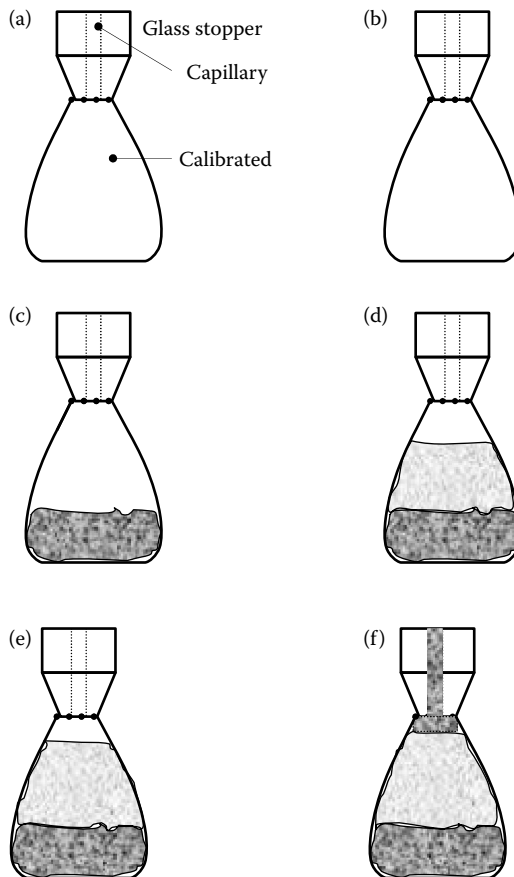 (a)
Glass stopper
Capillary
Calibrated
(b)
(c)
(d)
(e)
(f)